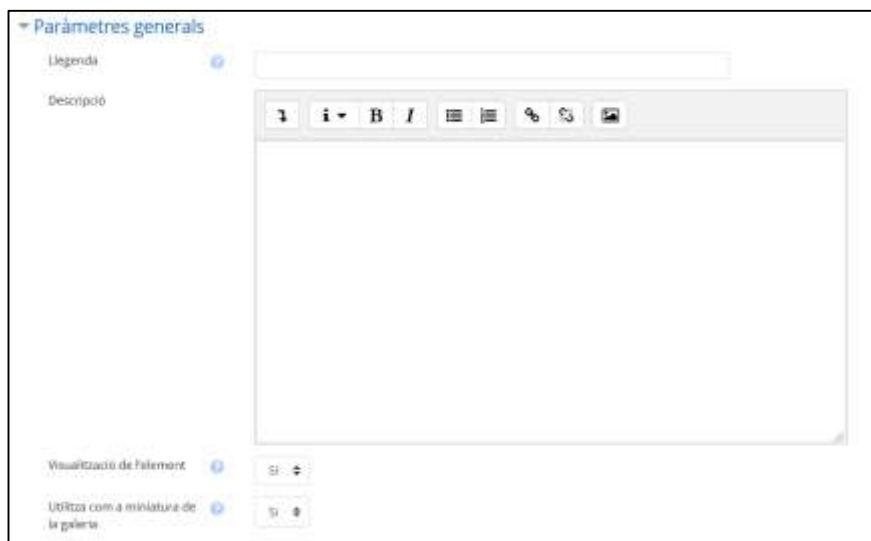 Paràmetres generals
Llegenda
Descripció
B I
Visualització de l'element
Sí
Utilitza com a miniatura de
Sí
la galeria